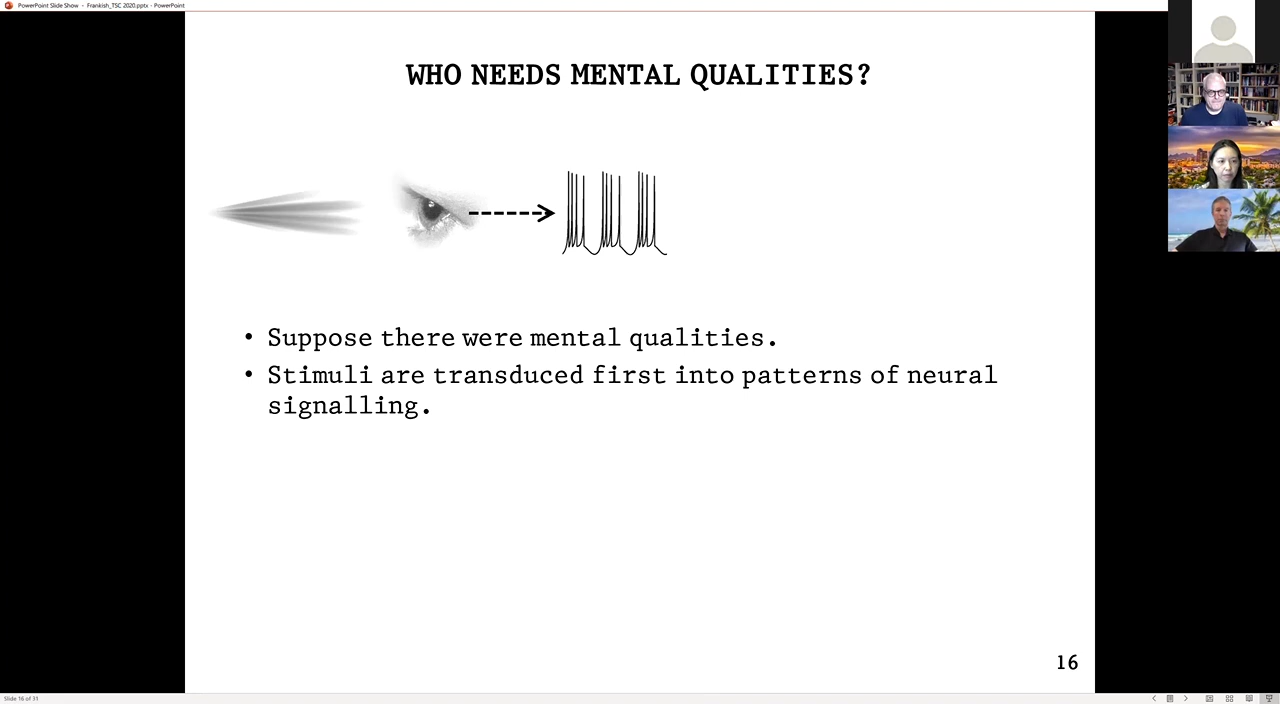 PowerPoint Slide Show - Frankish_TSC 2020.pptx - PowerPoint
WHO NEEDS MENTAL QUALITIES?
• Suppose there were mental qualities.
• Stimuli are transduced first into patterns of neural
signalling.
16
Slide 16 of 31